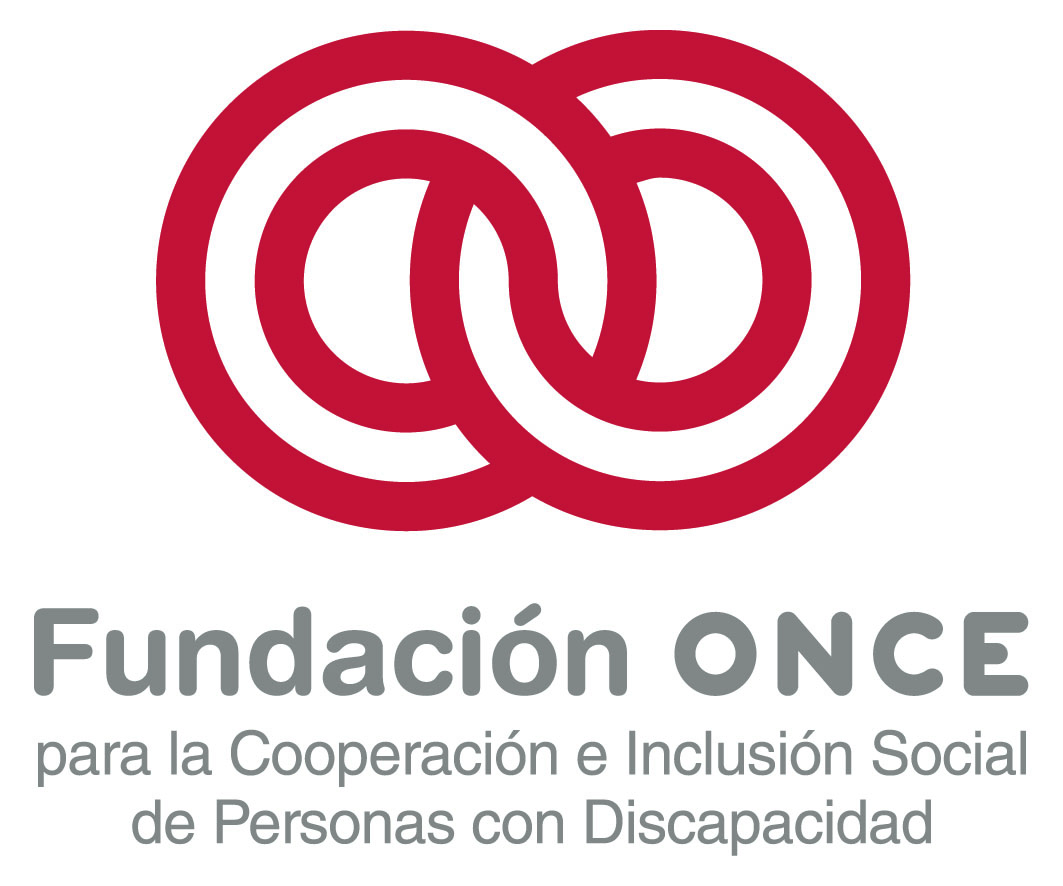 Fundación ONCE
para la Cooperación e Inclusión Social
de Personas con Discapacidad